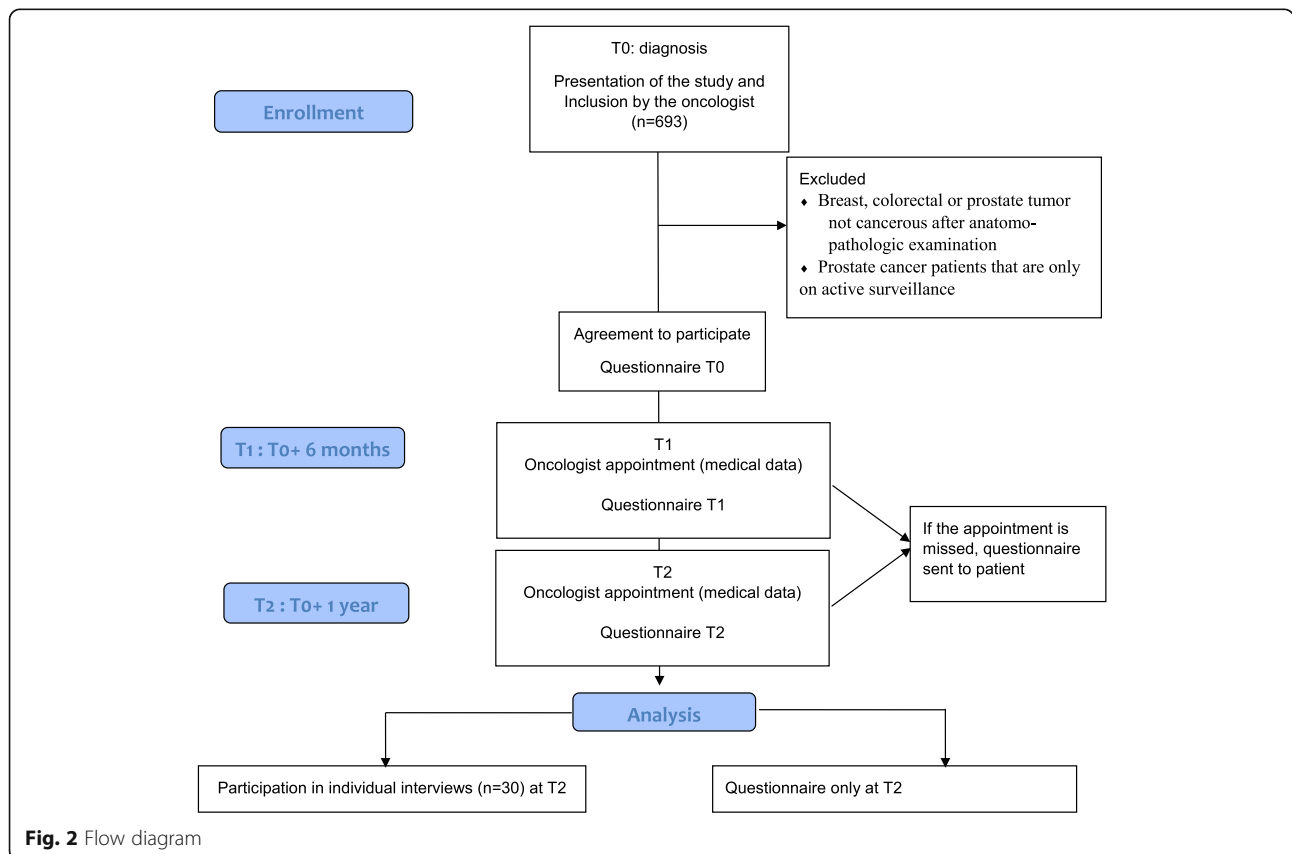 T0: diagnosis
Presentation of the study and
Inclusion by the oncologist
(n=693)
Enrollment
Excluded
♦ Breast, colorectal or prostate tumor
not cancerous after anatomo-
pathologic examination
♦ Prostate cancer patients that are only
on active surveillance
Agreement to participate
Questionnaire T0
T1 : T0+ 6 months
T1
Oncologist appointment (medical data)
Questionnaire T1
If the appointment is
missed, questionnaire
sent to patient
T2 : T0+ 1 year
T2
Oncologist appointment (medical data)
Questionnaire T2
Analysis
Participation in individual interviews (n=30) at T2
Questionnaire only at T2
Fig. 2 Flow diagram